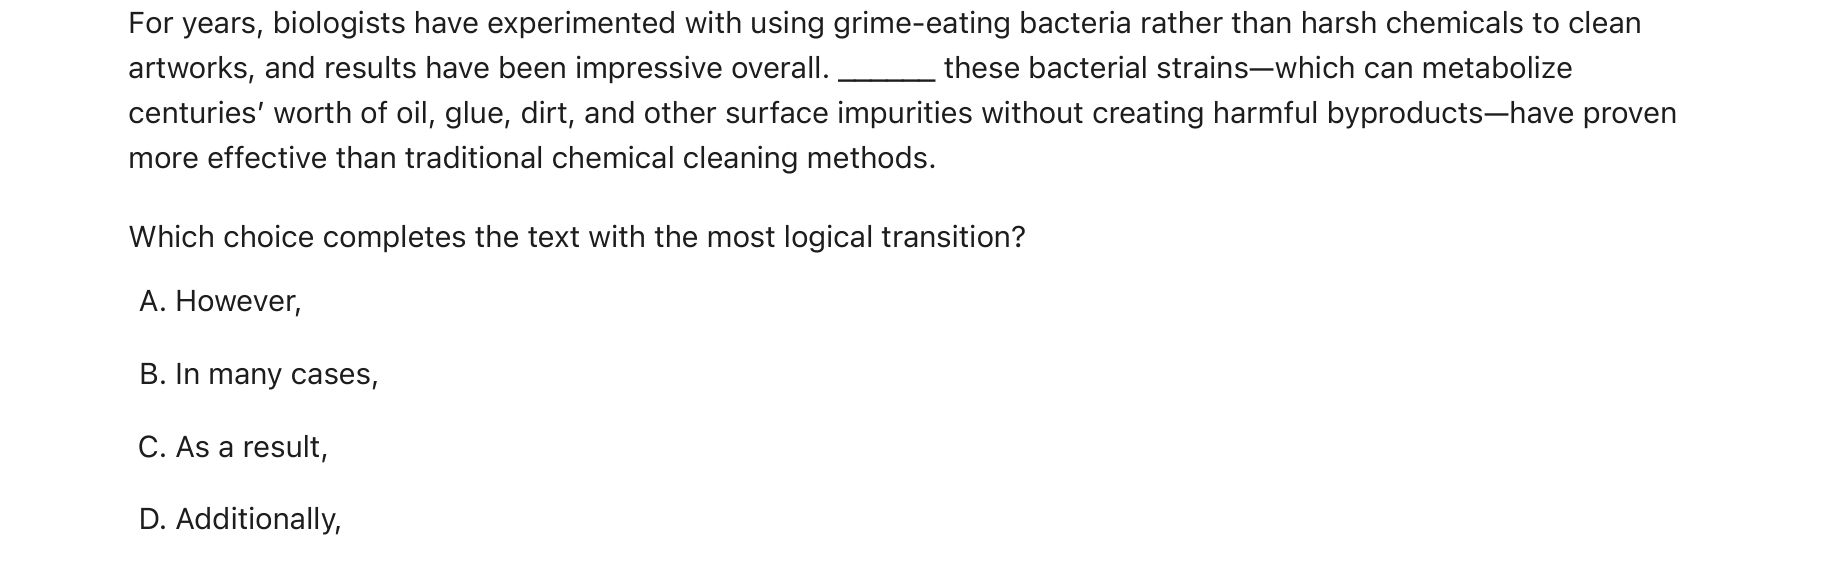 For years, biologists have experimented with using grime-eating bacteria rather than harsh chemicals to clean
artworks, and results have been impressive overall. ______ these bacterial strains—which can metabolize
centuries’ worth of oil, glue, dirt, and other surface impurities without creating harmful byproducts—have proven
more effective than traditional chemical cleaning methods.
Which choice completes the text with the most logical transition?
A. However,
B. In many cases,
C. As a result,
D. Additionally,